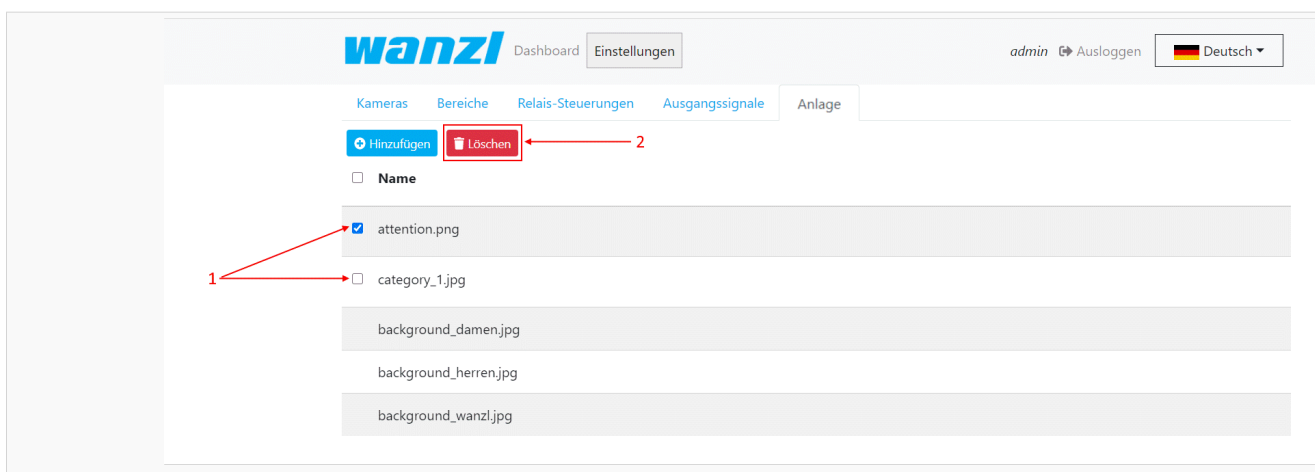 wanzl Dashboard Einstellungen admin Ausloggen Deutsch
Kameras Bereiche Relais-Steuerungen Ausgangssignale Anlage
Hinzufügen Löschen 2
Name
attention.png
1 category_1.jpg
background_damen.jpg
background_herren.jpg
background_wanzl.jpg